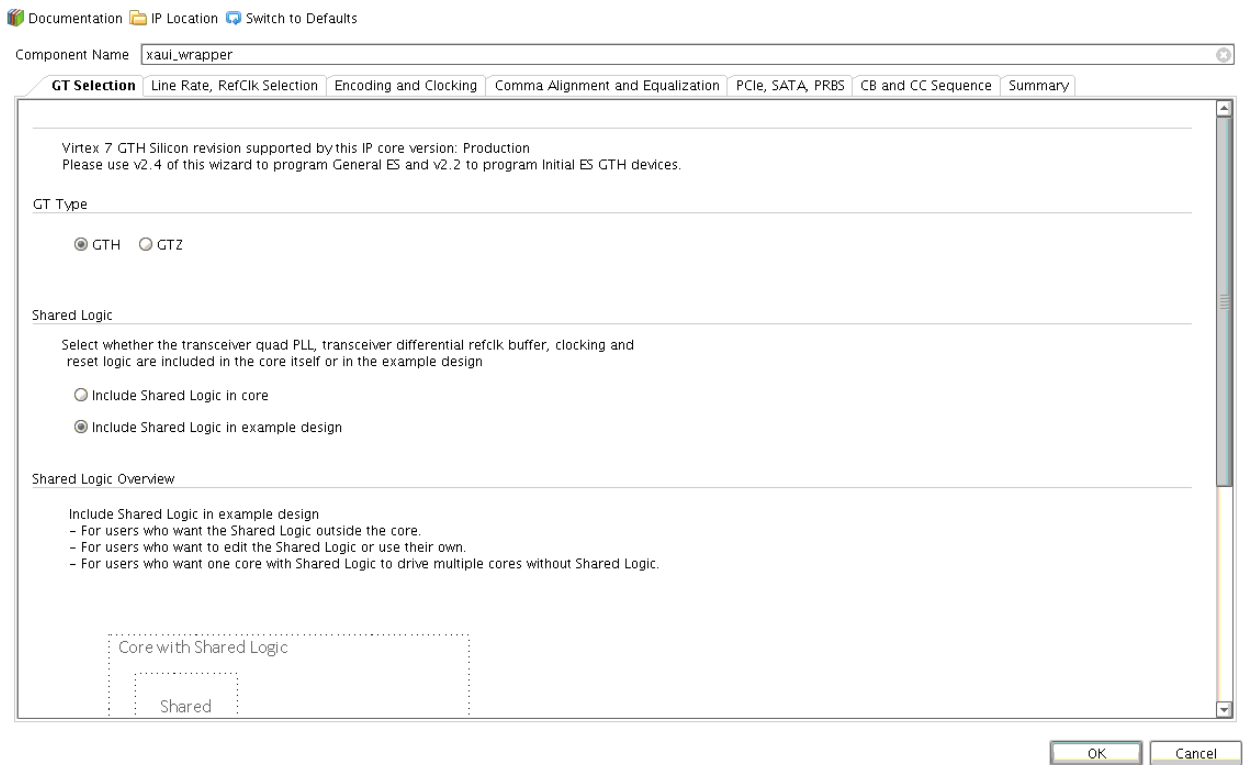 Documentation IP Location Switch to Defaults
Component Name xaui_wrapper
GT Selection Line Rate, RefClk Selection Encoding and Clocking Comma Alignment and Equalization PCIe, SATA, PRBS CB and CC Sequence Summary
Virtex 7 GTH Silicon revision supported by this IP core version: Production
Please use v2.4 of this wizard to program General ES and v2.2 to program Initial ES GTH devices.
GT Type
GTH GTZ
Shared Logic
Select whether the transceiver quad PLL, transceiver differential refclk buffer, clocking and
reset logic are included in the core itself or in the example design
Include Shared Logic in core
Include Shared Logic in example design
Shared Logic Overview
Include Shared Logic in example design
– For users who want the Shared Logic outside the core.
– For users who want to edit the Shared Logic or use their own.
– For users who want one core with Shared Logic to drive multiple cores without Shared Logic.
Core with Shared Logic
Shared
OK Cancel